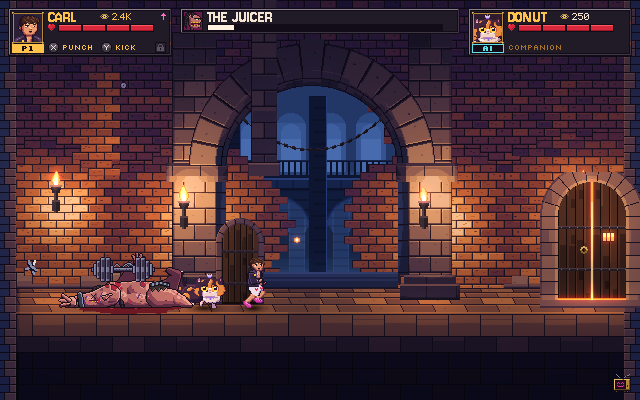 CARL 2.4K
P1 X PUNCH Y KICK
THE JUICER
DONUT 250
AI COMPANION